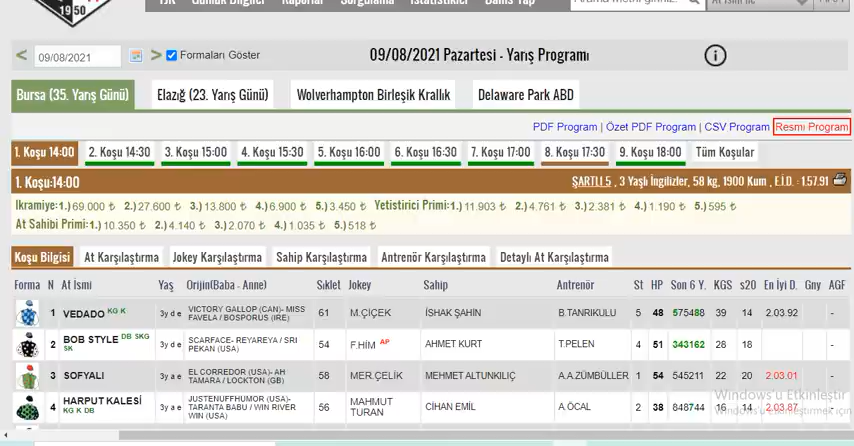 1950
TJK Günlük Bilgiler Raporlar Sorgulama İstatistikler Bahis Yap
09/08/2021 Formaları Göster 09/08/2021 Pazartesi - Yarış Programı
Bursa (35. Yarış Günü) Elazığ (23. Yarış Günü) Wolverhampton Birleşik Krallık Delaware Park ABD
PDF Program | Özet PDF Program | CSV Program Resmi Program
1. Koşu 14:00 2. Koşu 14:30 3. Koşu 15:00 4. Koşu 15:30 5. Koşu 16:00 6. Koşu 16:30 7. Koşu 17:00 8. Koşu 17:30 9. Koşu 18:00 Tüm Koşular
1. Koşu:14:00 ŞARTLI 5 , 3 Yaşlı İngilizler, 58 kg, 1900 Kum , E.İ.D. : 1.57.91
Ikramiye:1.) 69.000 ₺ 2.) 27.600 ₺ 3.) 13.800 ₺ 4.) 6.900 ₺ 5.) 3.450 ₺ Yetistirici Primi:1.) 11.903 ₺ 2.) 4.761 ₺ 3.) 2.381 ₺ 4.) 1.190 ₺ 5.) 595 ₺
At Sahibi Primi:1.) 10.350 ₺ 2.) 4.140 ₺ 3.) 2.070 ₺ 4.) 1.035 ₺ 5.) 518 ₺
Koşu Bilgisi At Karşılaştırma Jokey Karşılaştırma Sahip Karşılaştırma Antrenör Karşılaştırma Detaylı At Karşılaştırma
Forma N At İsmi Yaş Orijin(Baba - Anne) Sıklet Jokey Sahip Antrenör St HP Son 6 Y. KGS s20 En İyi D. Gny AGF
1 VEDADO KG K 3y d e VICTORY GALLOP (CAN)- MISS FAVELA / BOSPORUS (IRE) 61 M.ÇİÇEK İSHAK ŞAHİN B.TANRIKULU 5 48 575488 39 14 2.03.92 -
2 BOB STYLE DB SKG SK 3y d e SCARFACE- REYAREYA / SRI PEKAN (USA) 54 F.HİM AP AHMET KURT T.PELEN 4 51 343162 28 18 -
3 SOFYALI 3y a e EL CORREDOR (USA)- AH TAMARA / LOCKTON (GB) 58 MER.ÇELİK MEHMET ALTUNKILIÇ A.A.ZÜMBÜLLER 1 54 545211 22 20 2.03.01 -
4 HARPUT KALESİ KG K DB 3y a e JUSTENUFFHUMOR (USA)- TARANTA BABU / WIN RIVER WIN (USA) 56 MAHMUT TURAN CİHAN EMİL A.ÖCAL 2 38 848744 16 14 2.03.87 -
Windows'u Etkinleştir